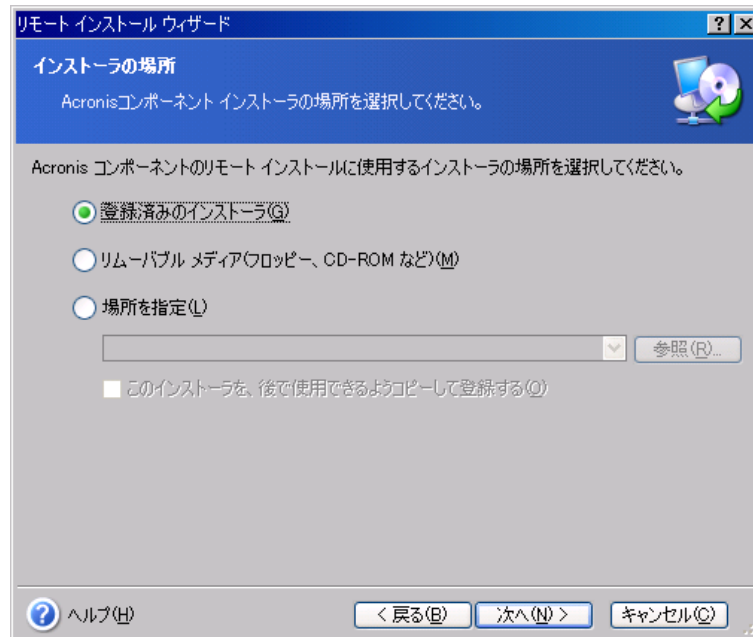 リモート インストール ウィザード
インストーラの場所
Acronisコンポーネント インストーラの場所を選択してください。
Acronis コンポーネントのリモート インストールに使用するインストーラの場所を選択してください。
登録済みのインストーラ(G)
リムーバブル メディア(フロッピー、CD-ROM など)(M)
場所を指定(L)
参照(R)...
このインストーラを、後で使用できるようコピーして登録する(O)
ヘルプ(H)
< 戻る(B)
次へ(N) >
キャンセル(C)